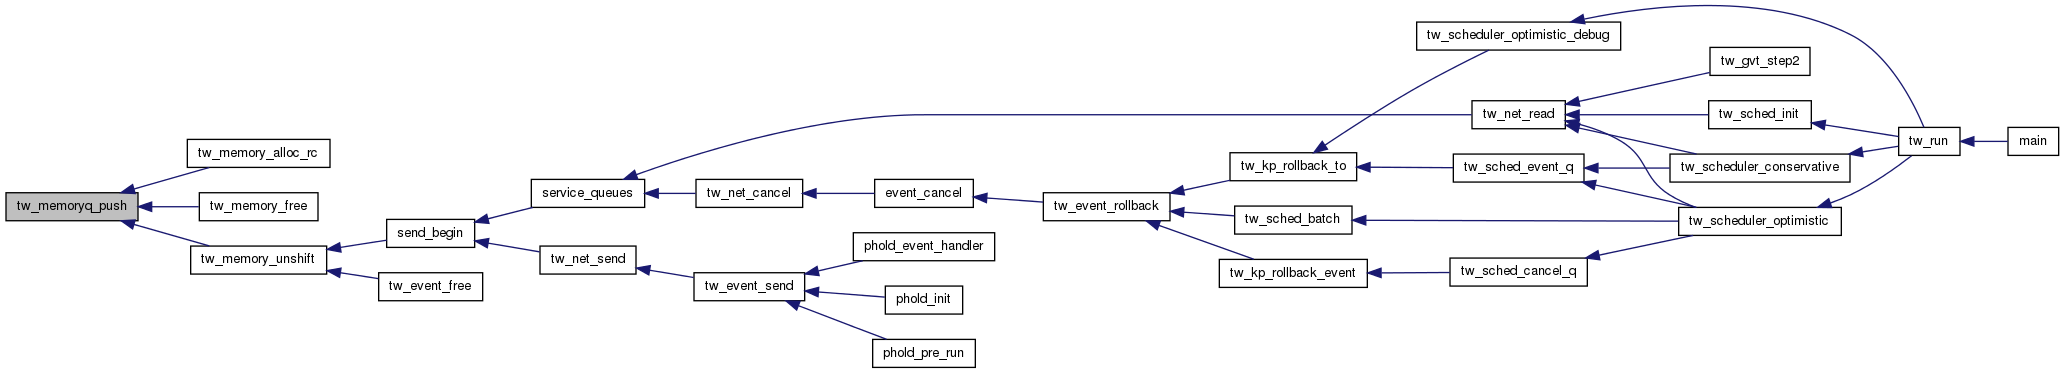 tw_memoryq_push
tw_memory_alloc_rc
tw_memory_free
tw_memory_unshift
send_begin
tw_event_free
service_queues
tw_net_send
tw_net_cancel
tw_event_send
event_cancel
phold_event_handler
phold_init
phold_pre_run
tw_event_rollback
tw_kp_rollback_to
tw_sched_batch
tw_kp_rollback_event
tw_scheduler_optimistic_debug
tw_net_read
tw_sched_event_q
tw_sched_cancel_q
tw_gvt_step2
tw_sched_init
tw_scheduler_conservative
tw_scheduler_optimistic
tw_run
main